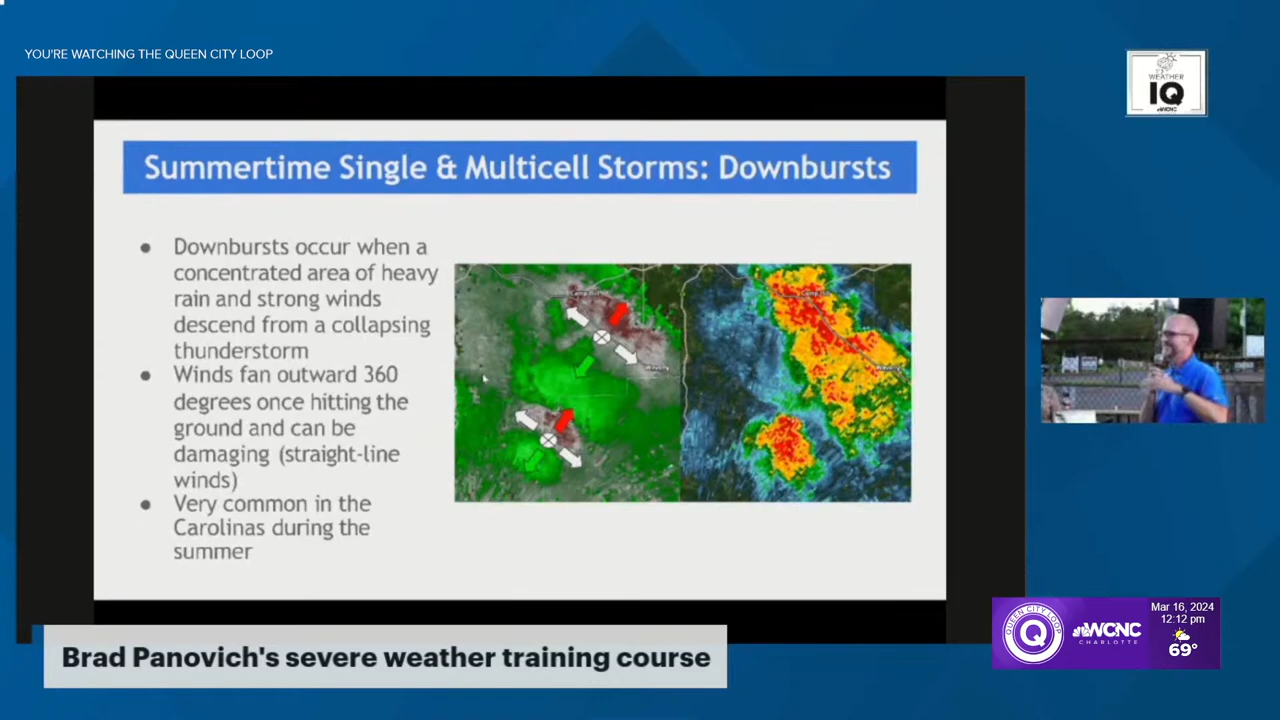 YOU'RE WATCHING THE QUEEN CITY LOOP
WEATHER
IQ
WCNC
Summertime Single & Multicell Storms: Downbursts
● Downbursts occur when a
concentrated area of heavy
rain and strong winds
descend from a collapsing
thunderstorm
● Winds fan outward 360
degrees once hitting the
ground and can be
damaging (straight-line
winds)
● Very common in the
Carolinas during the
summer
Waverly
Brad Panovich's severe weather training course
QUEEN CITY LOOP
Q
WCNC
CHARLOTTE
Mar 16, 2024
12:12 pm
69°